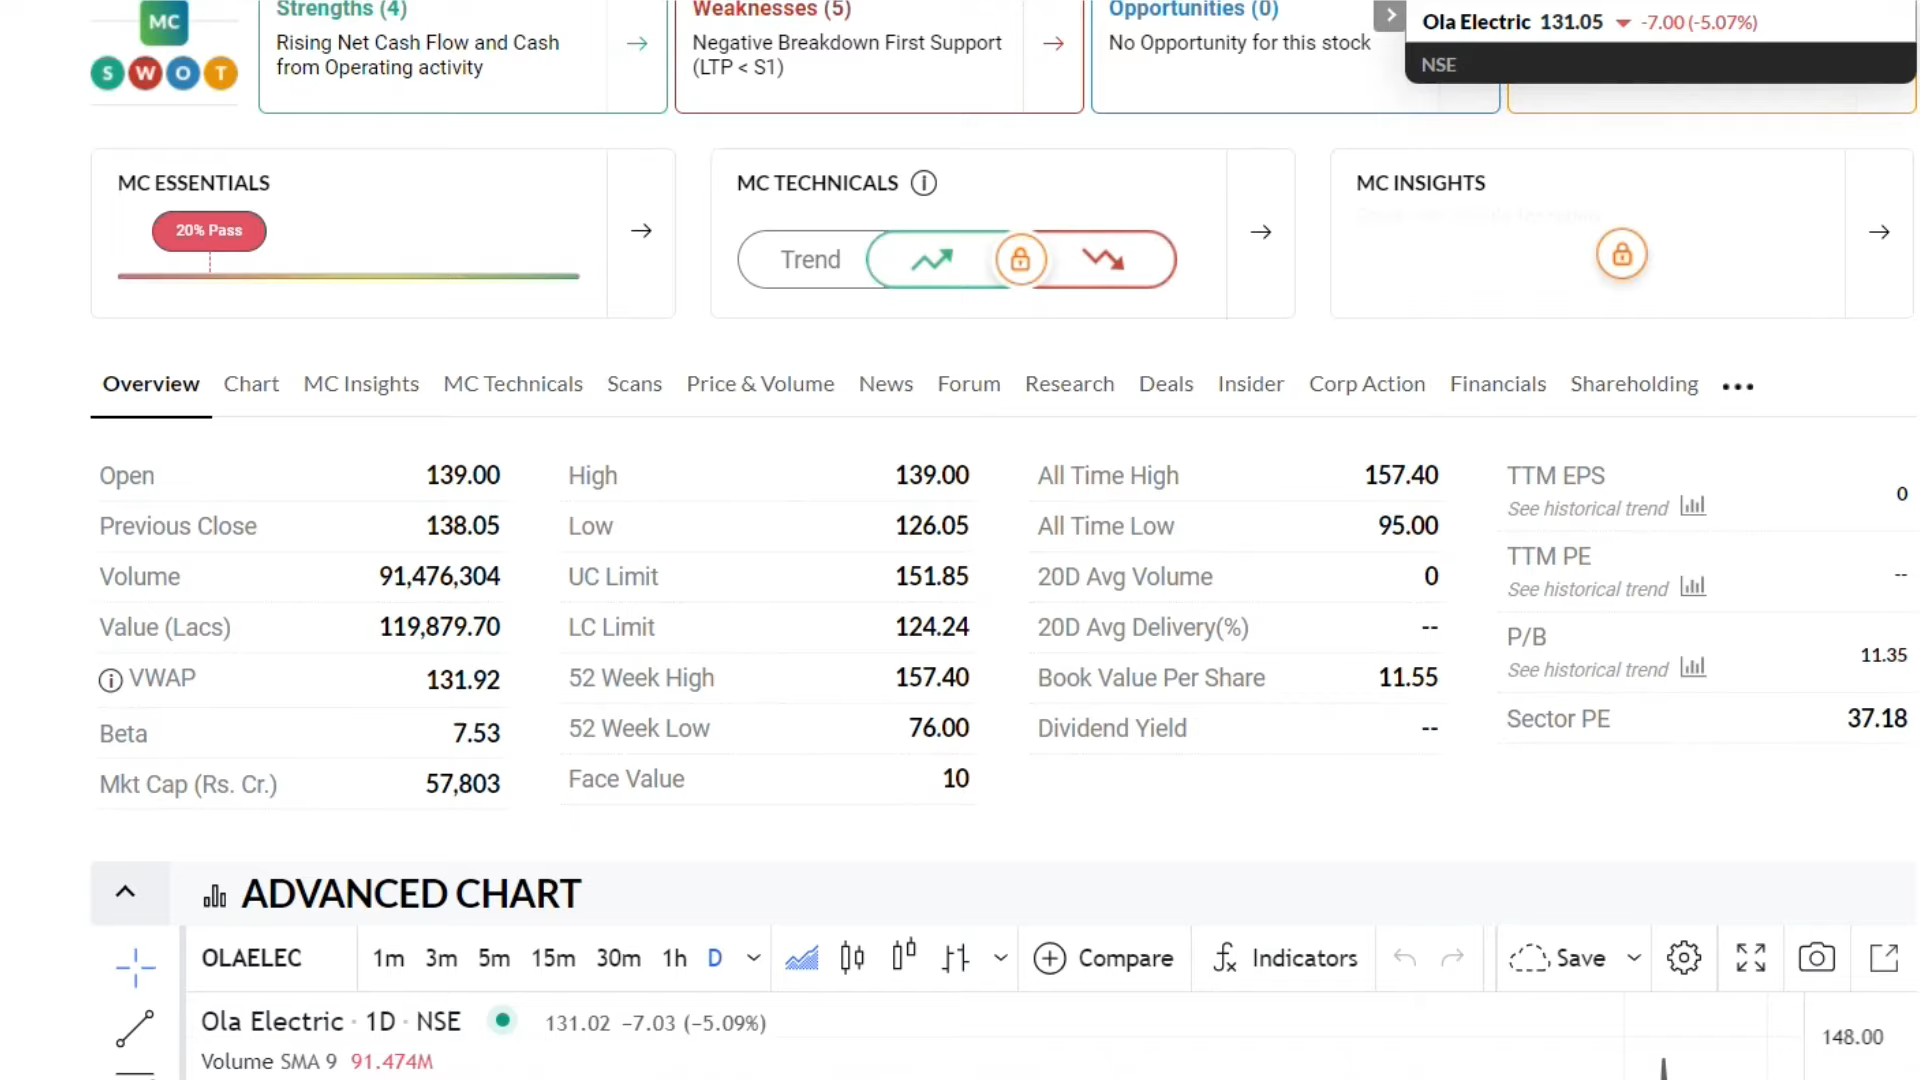 MC
Strengths (4)
Rising Net Cash Flow and Cash
from Operating activity
Weaknesses (5)
Negative Breakdown First Support
(LTP < S1)
Opportunities (0)
No Opportunity for this stock
Ola Electric 131.05 -7.00 (-5.07%)
NSE
S W O T
MC ESSENTIALS
20% Pass
MC TECHNICALS
Trend
MC INSIGHTS
Overview Chart MC Insights MC Technicals Scans Price & Volume News Forum Research Deals Insider Corp Action Financials Shareholding
Open 139.00
Previous Close 138.05
Volume 91,476,304
Value (Lacs) 119,879.70
VWAP 131.92
Beta 7.53
Mkt Cap (Rs. Cr.) 57,803
High 139.00
Low 126.05
UC Limit 151.85
LC Limit 124.24
52 Week High 157.40
52 Week Low 76.00
Face Value 10
All Time High 157.40
All Time Low 95.00
20D Avg Volume 0
20D Avg Delivery(%) --
Book Value Per Share 11.55
Dividend Yield --
TTM EPS 0
See historical trend
TTM PE --
See historical trend
P/B 11.35
See historical trend
Sector PE 37.18
ADVANCED CHART
OLAELEC 1m 3m 5m 15m 30m 1h D Compare Indicators Save
Ola Electric · 1D · NSE 131.02 −7.03 (−5.09%)
Volume SMA 9 91.474M
148.00